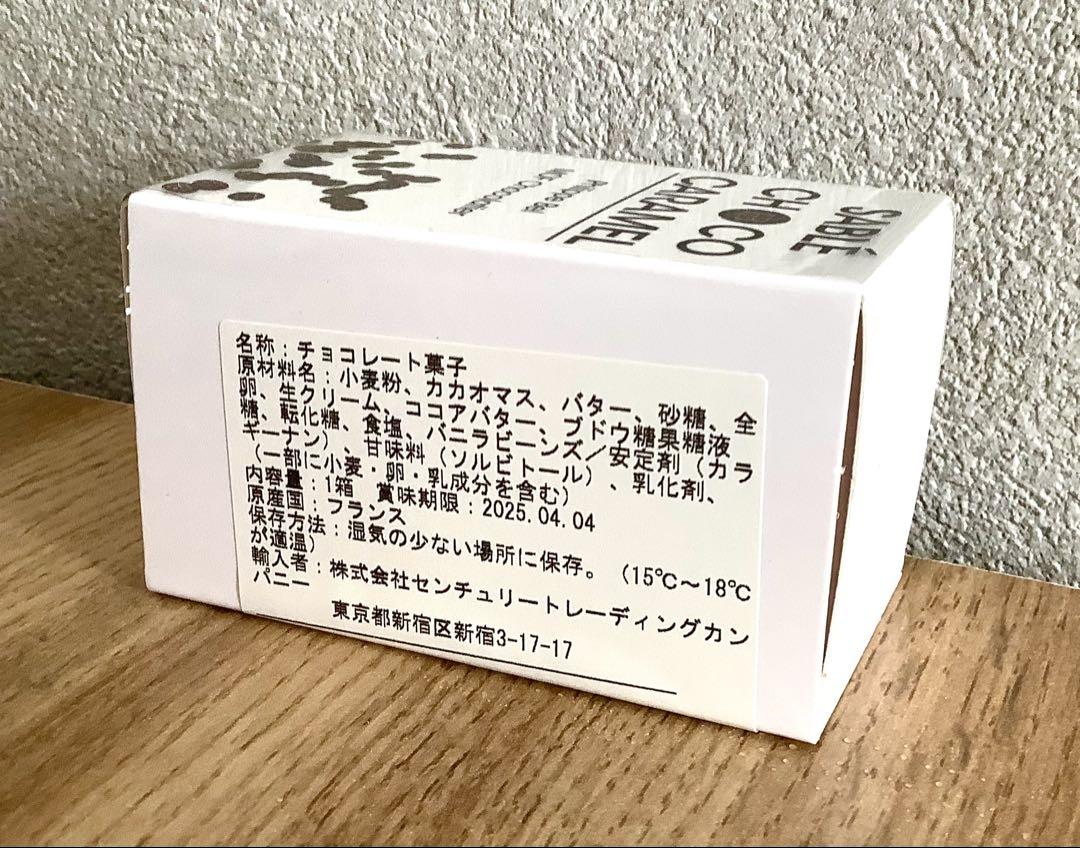 SABLÉ
CHOCO
CARAMEL
名称：チョコレート菓子
原材料名：小麦粉、カカオマス、バター、砂糖、全
卵、生クリーム、ココアバター、ブドウ糖果糖液
糖、転化糖、食塩、バニラビーンズ／安定剤（カラ
ギーナン）、甘味料（ソルビトール）、乳化剤、
（一部に小麦・卵・乳成分を含む）
内容量：1箱　賞味期限：2025.04.04
原産国：フランス
保存方法：湿気の少ない場所に保存。（15℃～18℃
が適温）
輸入者：株式会社センチュリートレーディングカン
パニー
東京都新宿区新宿3-17-17